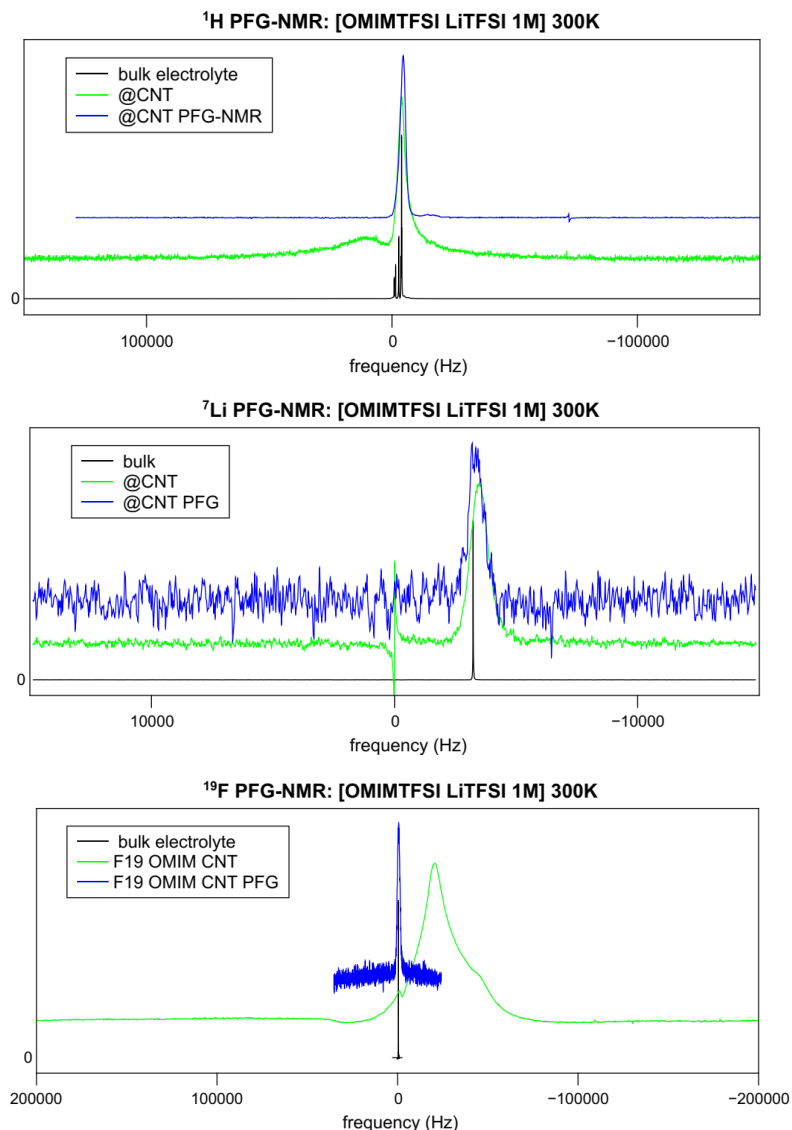 ¹H PFG-NMR: [OMIMTFSI LiTFSI 1M] 300K
bulk electrolyte
@CNT
@CNT PFG-NMR
0
100000 0 −100000
frequency (Hz)
⁷Li PFG-NMR: [OMIMTFSI LiTFSI 1M] 300K
bulk
@CNT
@CNT PFG
0
10000 0 −10000
frequency (Hz)
¹⁹F PFG-NMR: [OMIMTFSI LiTFSI 1M] 300K
bulk electrolyte
F19 OMIM CNT
F19 OMIM CNT PFG
0
200000 100000 0 −100000 −200000
frequency (Hz)